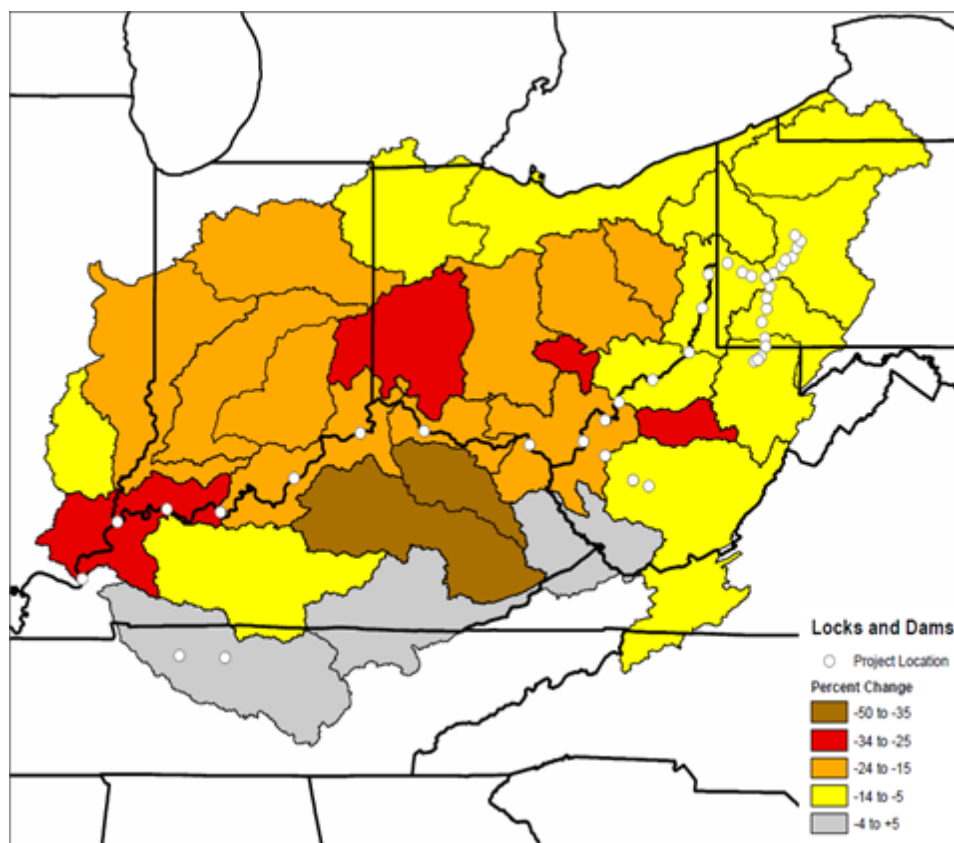 Locks and Dams
Project Location
Percent Change
-50 to -35
-34 to -25
-24 to -15
-14 to -5
-4 to +5